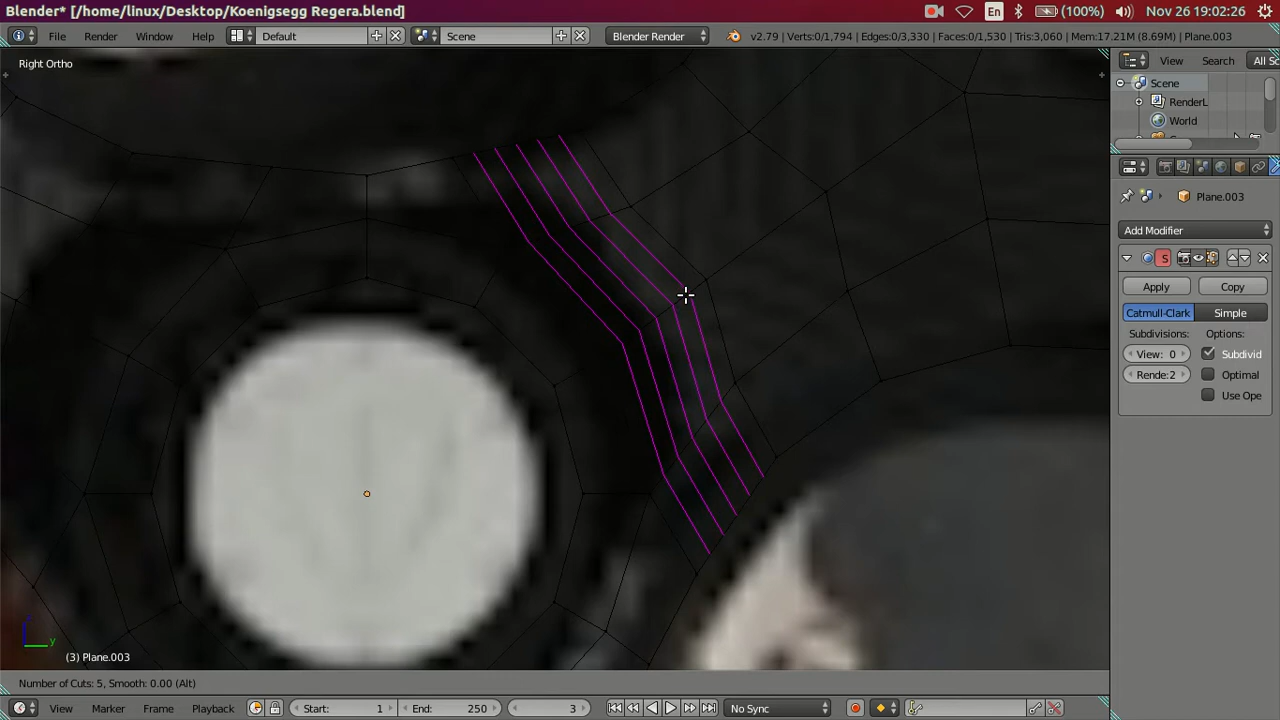 Blender* [/home/linux/Desktop/Koenigsegg Regera.blend] En (100%) Nov 26 19:02:26
File Render Window Help Default Scene Blender Render v2.79 | Verts:0/1,794 | Edges:0/3,330 | Faces:0/1,530 | Tris:3,060 | Mem:17.21M (8.69M) | Plane.003
Right Ortho
View Search All Sc
Scene
RenderL
World
Plane.003
Add Modifier
S
Apply Copy
Catmull-Clark Simple
Subdivisions: Options:
View: 0 Subdivid
Rende:2 Optimal
Use Ope
z
y
(3) Plane.003
Number of Cuts: 5, Smooth: 0.00 (Alt)
View Marker Frame Playback Start: 1 End: 250 3 No Sync